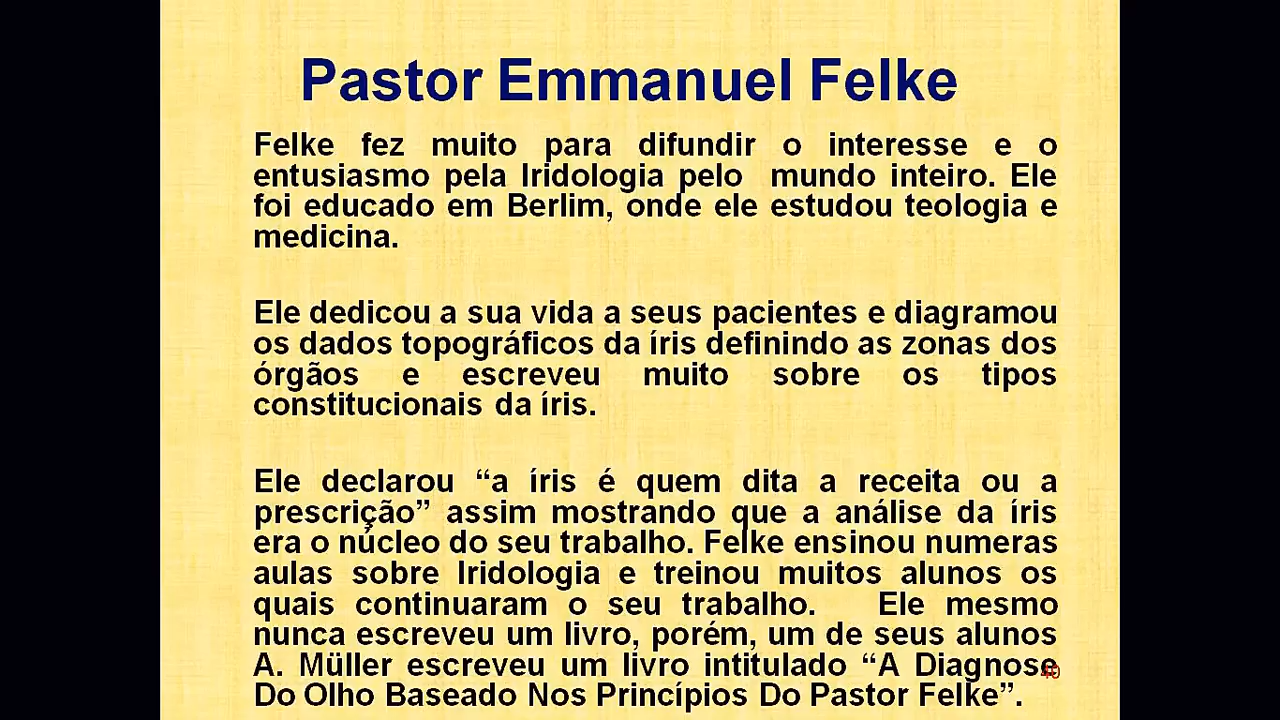 Pastor Emmanuel Felke
Felke fez muito para difundir o interesse e o
entusiasmo pela Iridologia pelo mundo inteiro. Ele
foi educado em Berlim, onde ele estudou teologia e
medicina.
Ele dedicou a sua vida a seus pacientes e diagramou
os dados topográficos da íris definindo as zonas dos
órgãos e escreveu muito sobre os tipos
constitucionais da íris.
Ele declarou “a íris é quem dita a receita ou a
prescrição” assim mostrando que a análise da íris
era o núcleo do seu trabalho. Felke ensinou numeras
aulas sobre Iridologia e treinou muitos alunos os
quais continuaram o seu trabalho. Ele mesmo
nunca escreveu um livro, porém, um de seus alunos
A. Müller escreveu um livro intitulado “A Diagnose
Do Olho Baseado Nos Princípios Do Pastor Felke”.
40